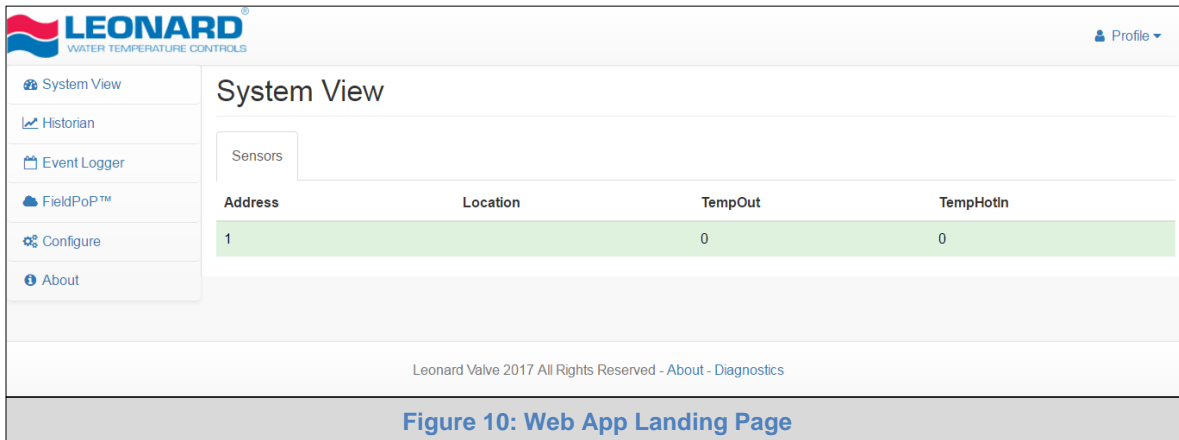 LEONARD®
WATER TEMPERATURE CONTROLS
Profile
System View
Historian
Event Logger
FieldPoP™
Configure
About
System View
Sensors
Address Location TempOut TempHotIn
1 0 0
Leonard Valve 2017 All Rights Reserved - About - Diagnostics
Figure 10: Web App Landing Page